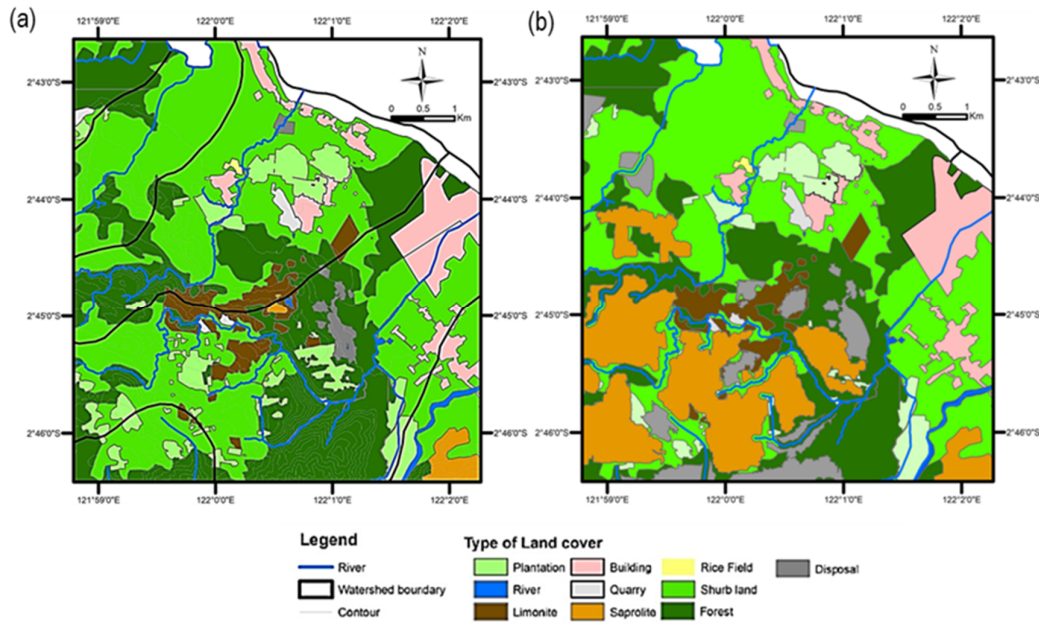 (a)
(b)
121°59'0"E 122°0'0"E 122°1'0"E 122°2'0"E
121°59'0"E 122°0'0"E 122°1'0"E 122°2'0"E
2°43'0"S 2°43'0"S 2°43'0"S
N N
0 0.5 1
Km
0 0.5 1
Km
2°44'0"S 2°44'0"S 2°44'0"S
2°45'0"S 2°45'0"S 2°45'0"S
2°46'0"S 2°46'0"S 2°46'0"S
121°59'0"E 122°0'0"E 122°1'0"E 122°2'0"E
121°59'0"E 122°0'0"E 122°1'0"E 122°2'0"E
Legend
River
Watershed boundary
Contour
Type of Land cover
Plantation Building Rice Field Disposal
River Quarry Shurb land
Limonite Saprolite Forest